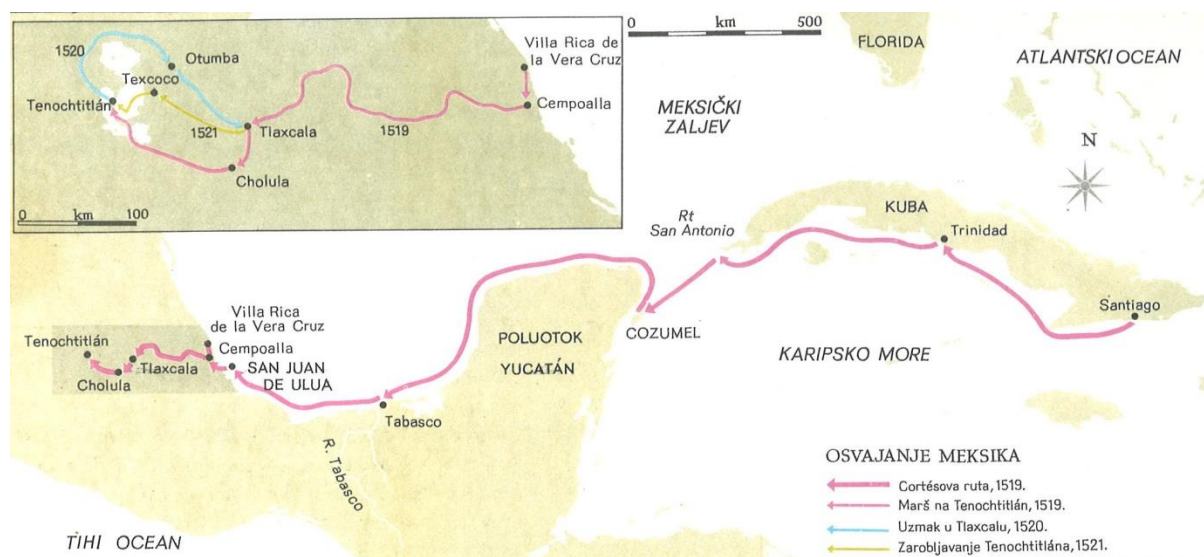 1520
Otumba
Texcoco
Tenochtitlán
1521
Tlaxcala
1519
Cholula
Villa Rica de
la Vera Cruz
Cempoalla
0 km 100
0 km 500
FLORIDA
ATLANTSKI OCEAN
MEKSIČKI
ZALJEV
N
Rt
San Antonio
KUBA
Trinidad
Santiago
COZUMEL
KARIPSKO MORE
POLUOTOK
YUCATÁN
Villa Rica
de la Vera Cruz
Tenochtitlán
Cempoalla
Tlaxcala
SAN JUAN
DE ULUA
Cholula
Tabasco
R. Tabasco
TIHI OCEAN
OSVAJANJE MEKSIKA
Cortésova ruta, 1519.
Marš na Tenochtitlán, 1519.
Uzmak u Tlaxcalu, 1520.
Zarobljavanje Tenochtitlána, 1521.